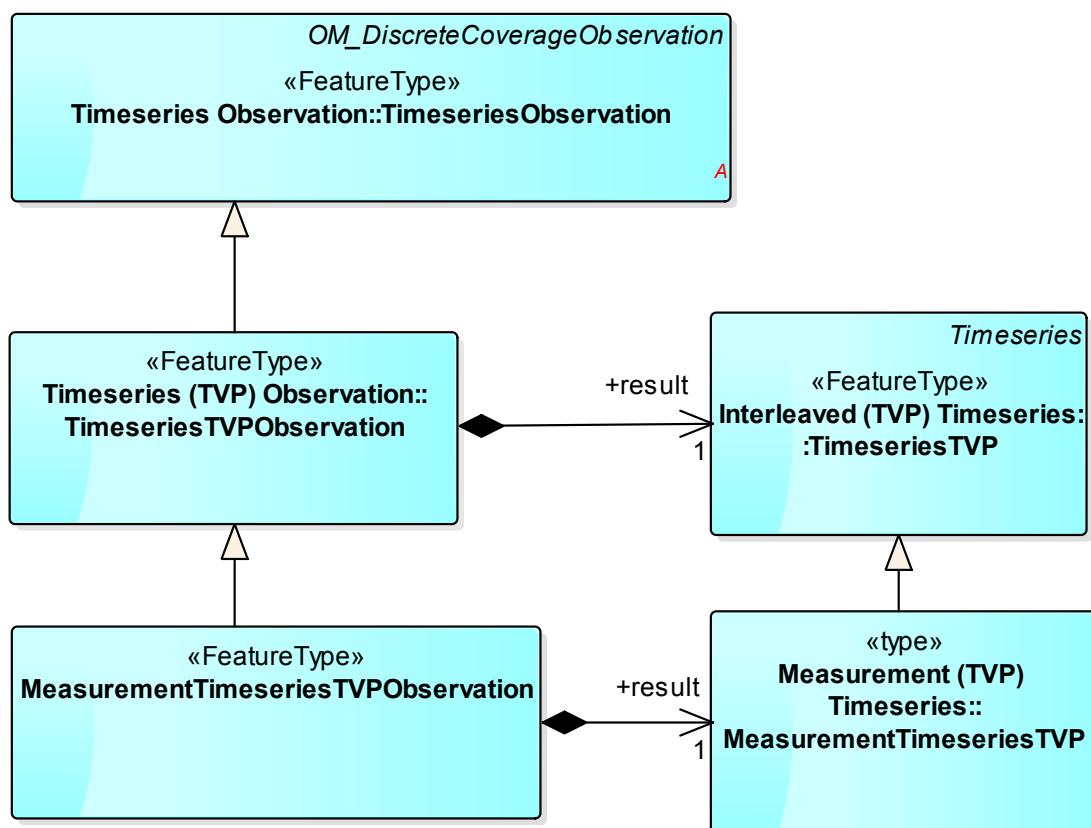 OM_DiscreteCoverageObservation
«FeatureType»
Timeseries Observation::TimeseriesObservation
A
«FeatureType»
Timeseries (TVP) Observation::
TimeseriesTVPObservation
+result
1
Timeseries
«FeatureType»
Interleaved (TVP) Timeseries:
:TimeseriesTVP
«FeatureType»
MeasurementTimeseriesTVPObservation
+result
1
«type»
Measurement (TVP)
Timeseries::
MeasurementTimeseriesTVP